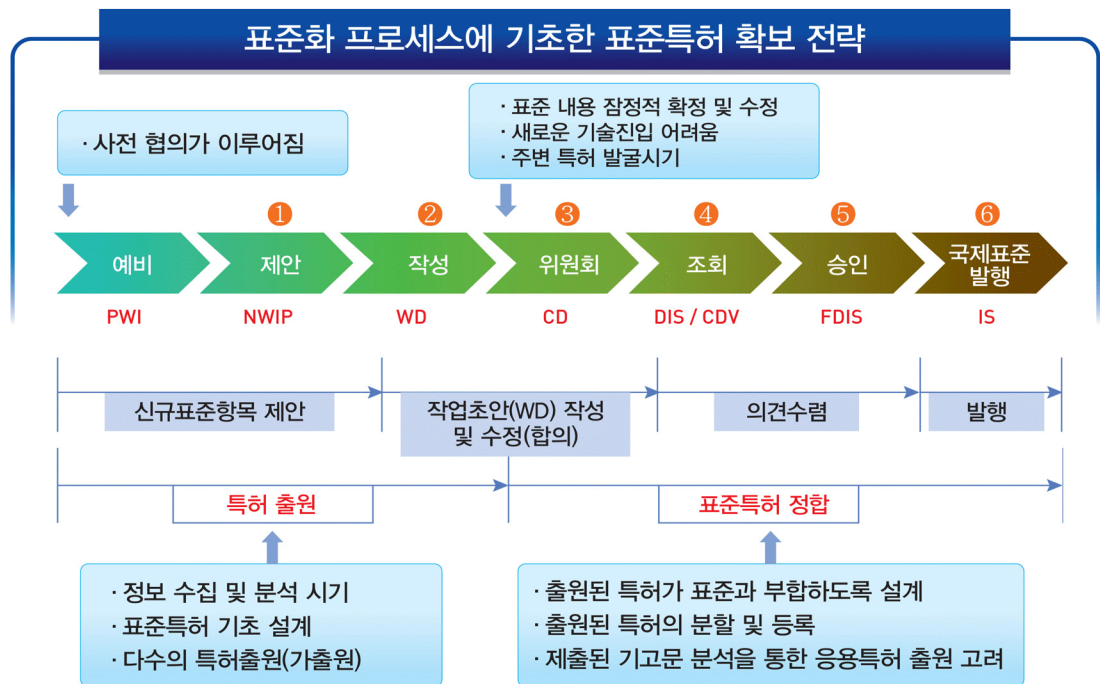 표준화 프로세스에 기초한 표준특허 확보 전략
· 사전 협의가 이루어짐
· 표준 내용 잠정적 확정 및 수정
· 새로운 기술진입 어려움
· 주변 특허 발굴시기
1 2 3 4 5 6
예비 제안 작성 위원회 조회 승인 국제표준
발행
PWI NWIP WD CD DIS / CDV FDIS IS
신규표준항목 제안
작업초안(WD) 작성
및 수정(합의)
의견수렴
발행
특허 출원
표준특허 정합
· 정보 수집 및 분석 시기
· 표준특허 기초 설계
· 다수의 특허출원(가출원)
· 출원된 특허가 표준과 부합하도록 설계
· 출원된 특허의 분할 및 등록
· 제출된 기고문 분석을 통한 응용특허 출원 고려